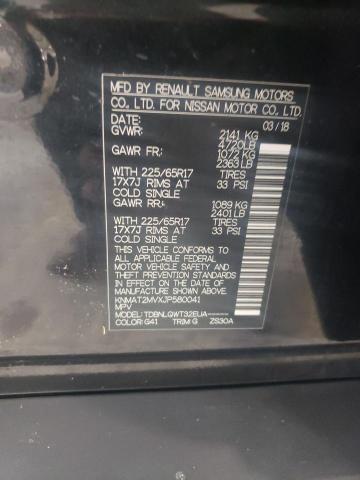 MFD BY RENAULT SAMSUNG MOTORS
CO., LTD. FOR NISSAN MOTOR CO., LTD.
DATE: 03/18
GVWR: 2141 KG
4720LB
GAWR FR: 1072 KG
2363 LB
WITH 225/65R17 TIRES
17X7J RIMS AT 33 PSI
COLD SINGLE
GAWR RR: 1089 KG
2401 LB
WITH 225/65R17 TIRES
17X7J RIMS AT 33 PSI
COLD SINGLE
THIS VEHICLE CONFORMS TO
ALL APPLICABLE FEDERAL
MOTOR VEHICLE SAFETY AND
BUMPER STANDARDS IN EFFECT
ON THE DATE OF
MANUFACTURE SHOWN ABOVE.
KNMAT2MVXJP580041
MPV
MODEL: TDBNLQWT32EUA-----
COLOR: G41 TRIM: G ZS30A